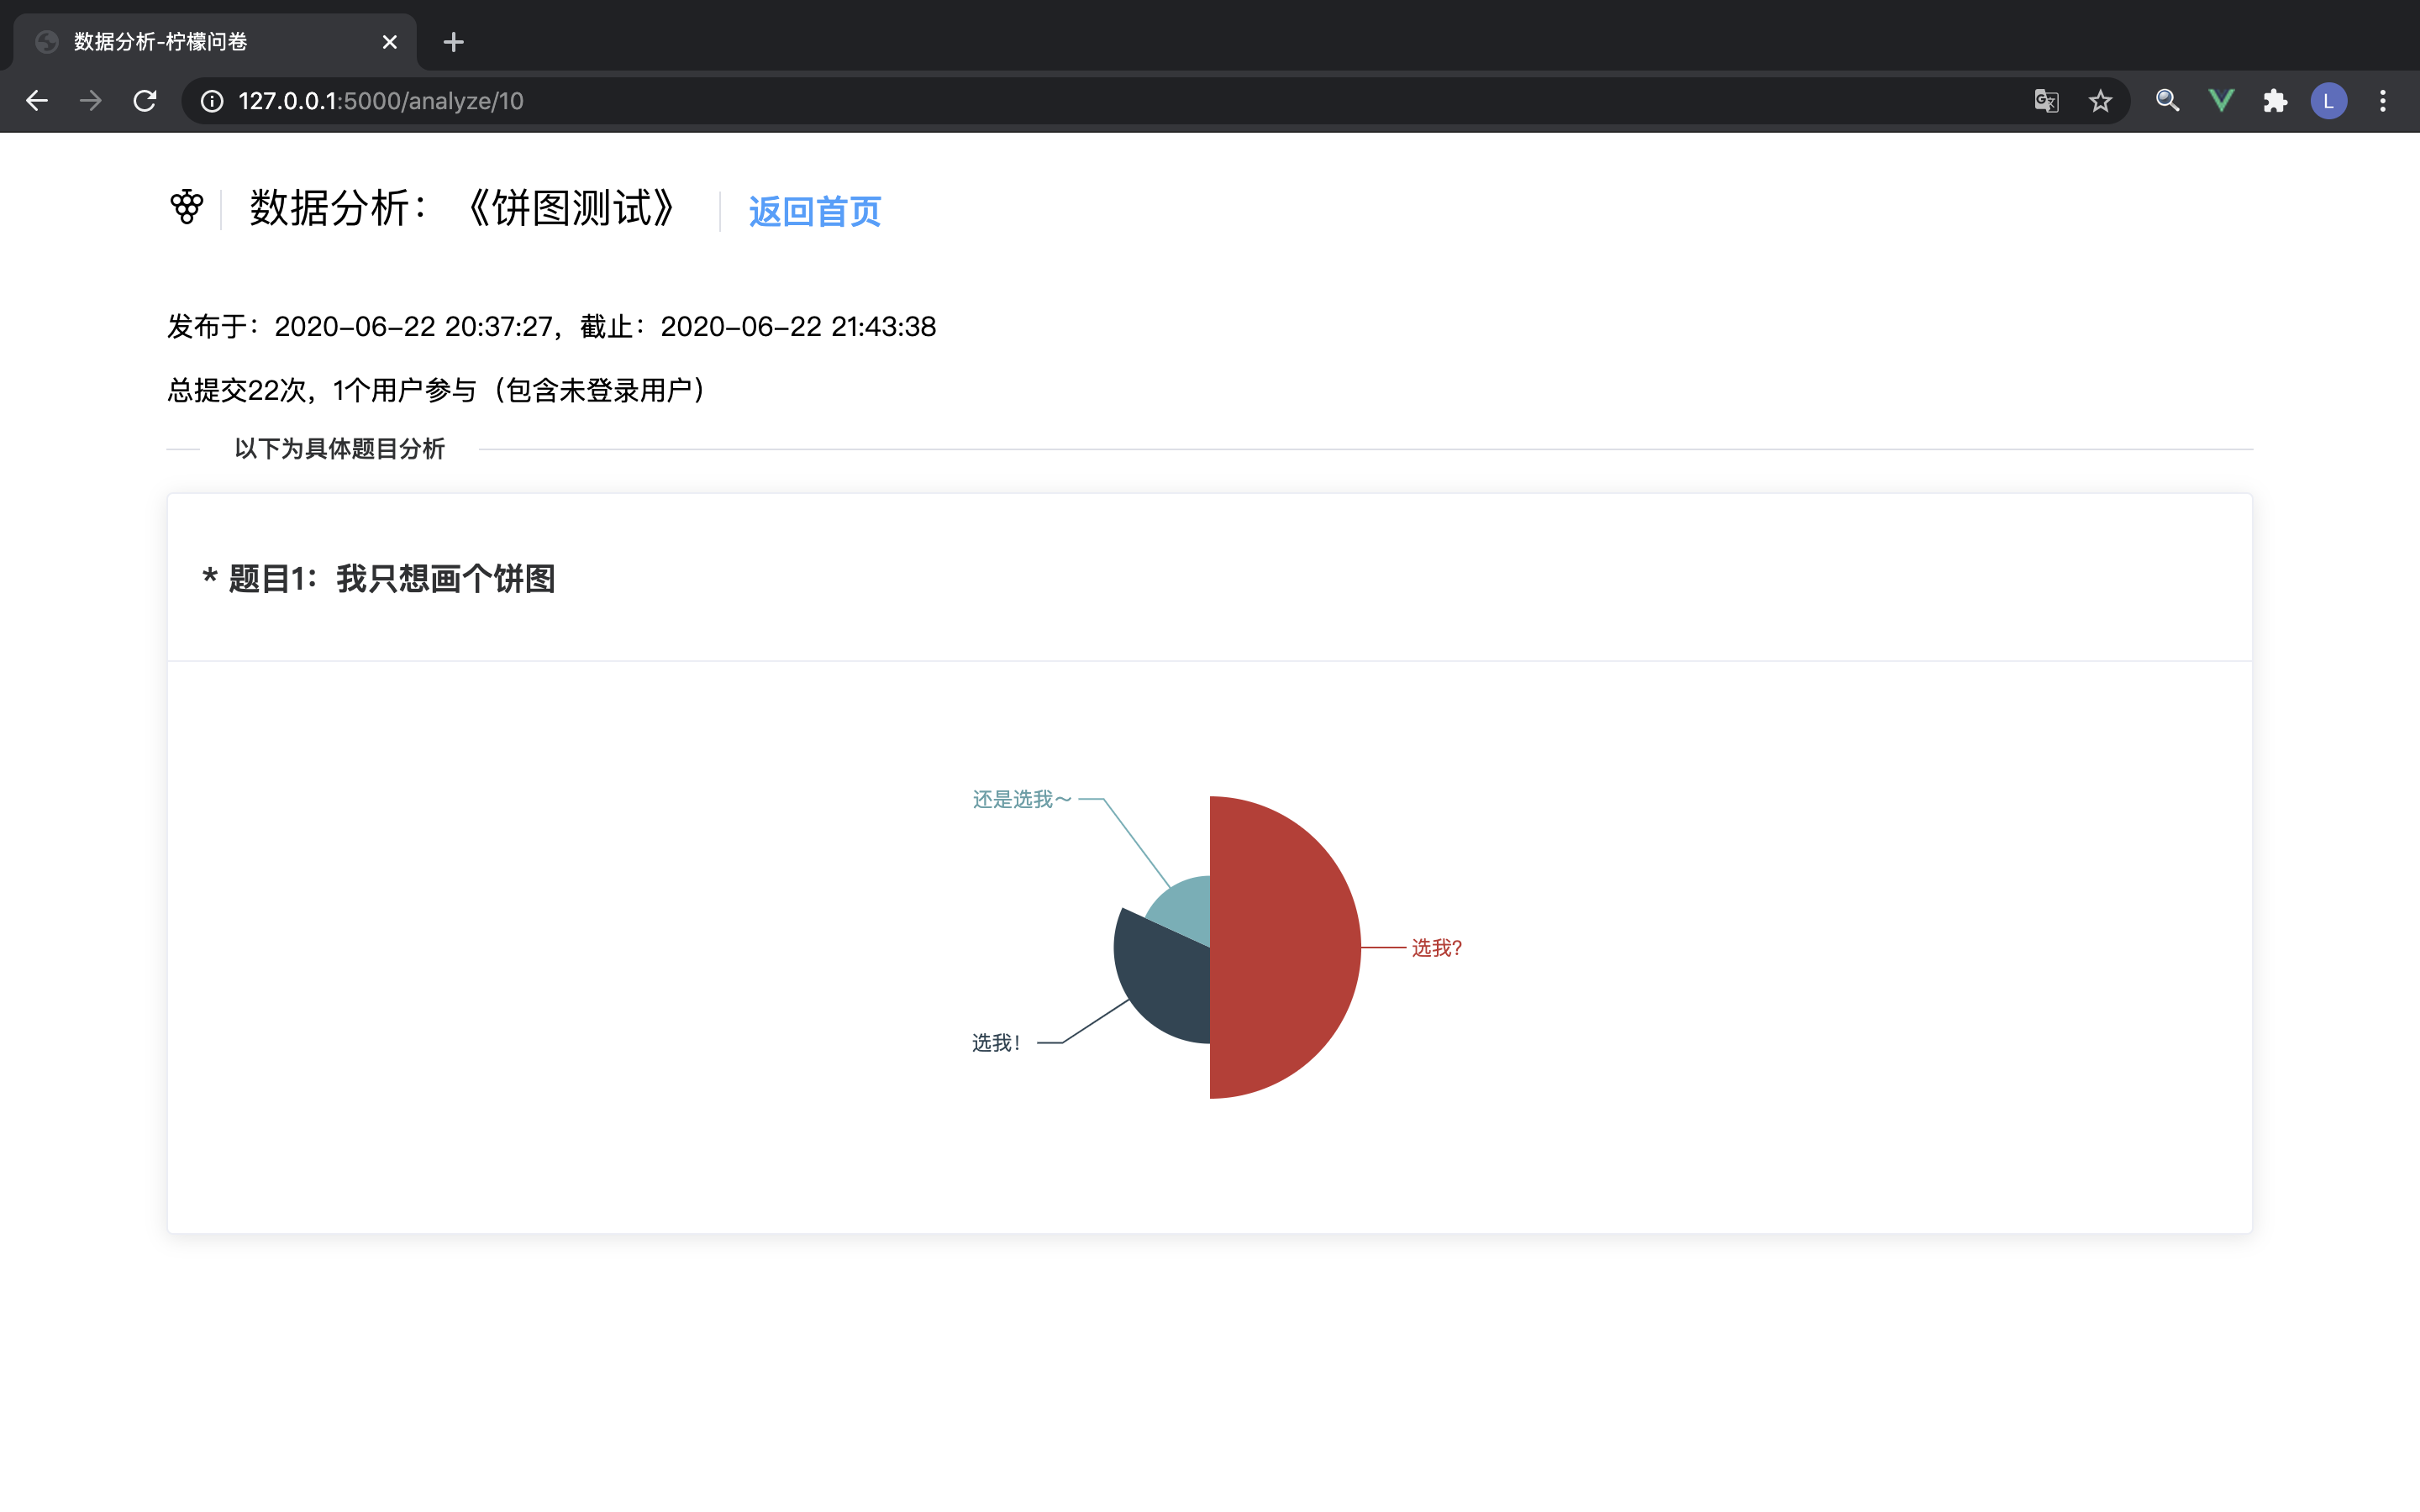 数据分析-柠檬问卷
127.0.0.1:5000/analyze/10
L
数据分析：《饼图测试》
返回首页
发布于：2020-06-22 20:37:27，截止：2020-06-22 21:43:38
总提交22次，1个用户参与（包含未登录用户）
以下为具体题目分析
* 题目1：我只想画个饼图
还是选我～
选我?
选我！